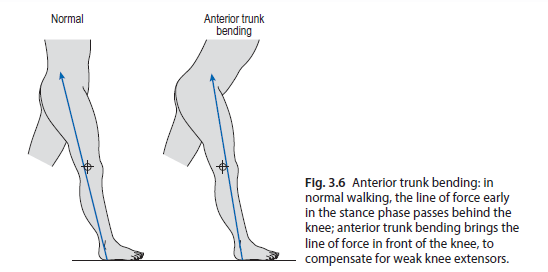 Normal
Anterior trunk
bending
Fig. 3.6 Anterior trunk bending: in
normal walking, the line of force early
in the stance phase passes behind the
knee; anterior trunk bending brings the
line of force in front of the knee, to
compensate for weak knee extensors.